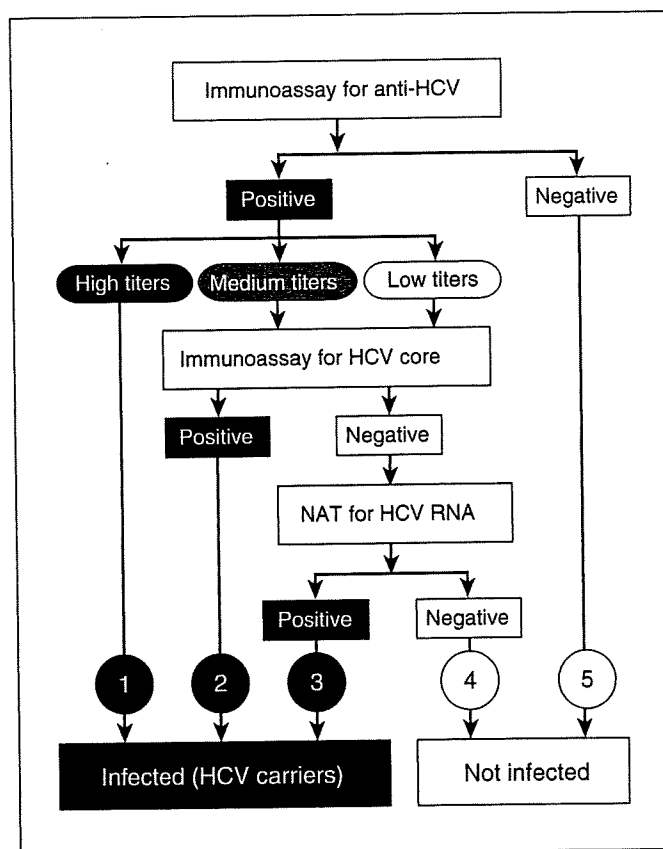 Immunoassay for anti-HCV
Positive
Negative
High titers
Medium titers
Low titers
Immunoassay for HCV core
Positive
Negative
NAT for HCV RNA
Positive
Negative
1
2
3
4
5
Infected (HCV carriers)
Not infected